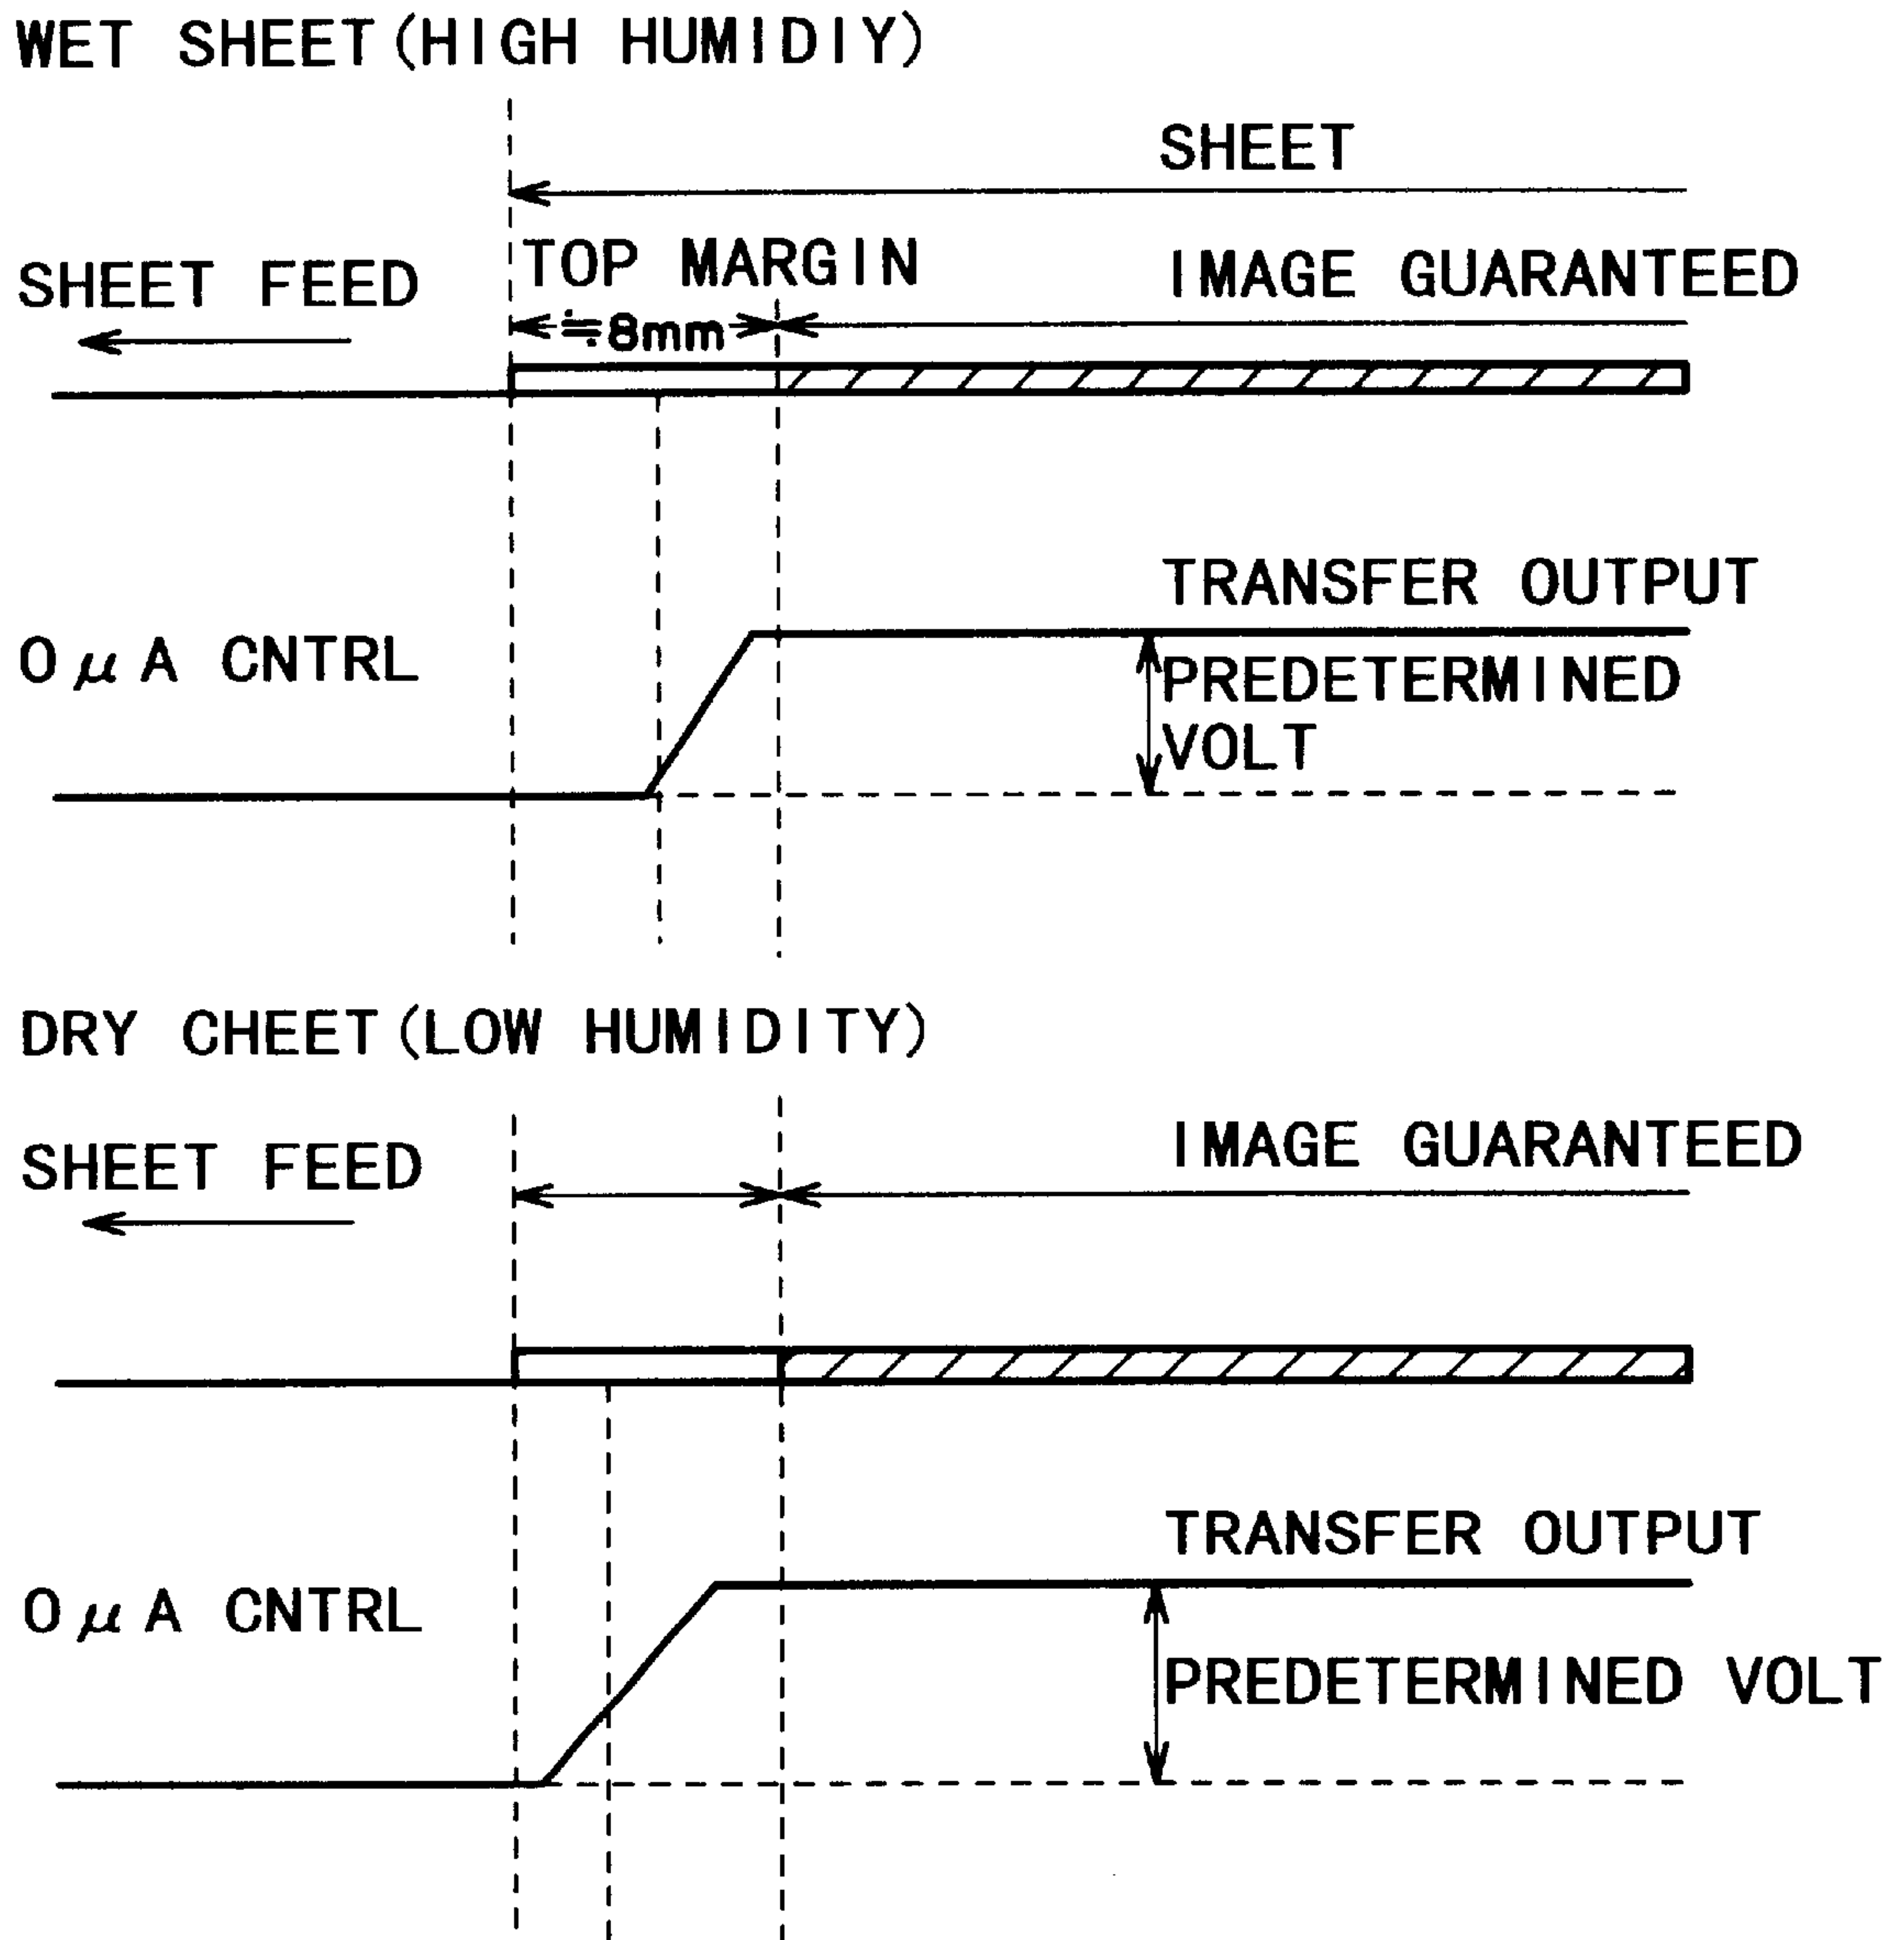 WET SHEET(HIGH HUMIDIY)
SHEET
SHEET FEED
TOP MARGIN
IMAGE GUARANTEED
≒8mm
TRANSFER OUTPUT
0μA CNTRL
PREDETERMINED
VOLT
DRY CHEET(LOW HUMIDITY)
SHEET FEED
IMAGE GUARANTEED
TRANSFER OUTPUT
0μA CNTRL
PREDETERMINED VOLT